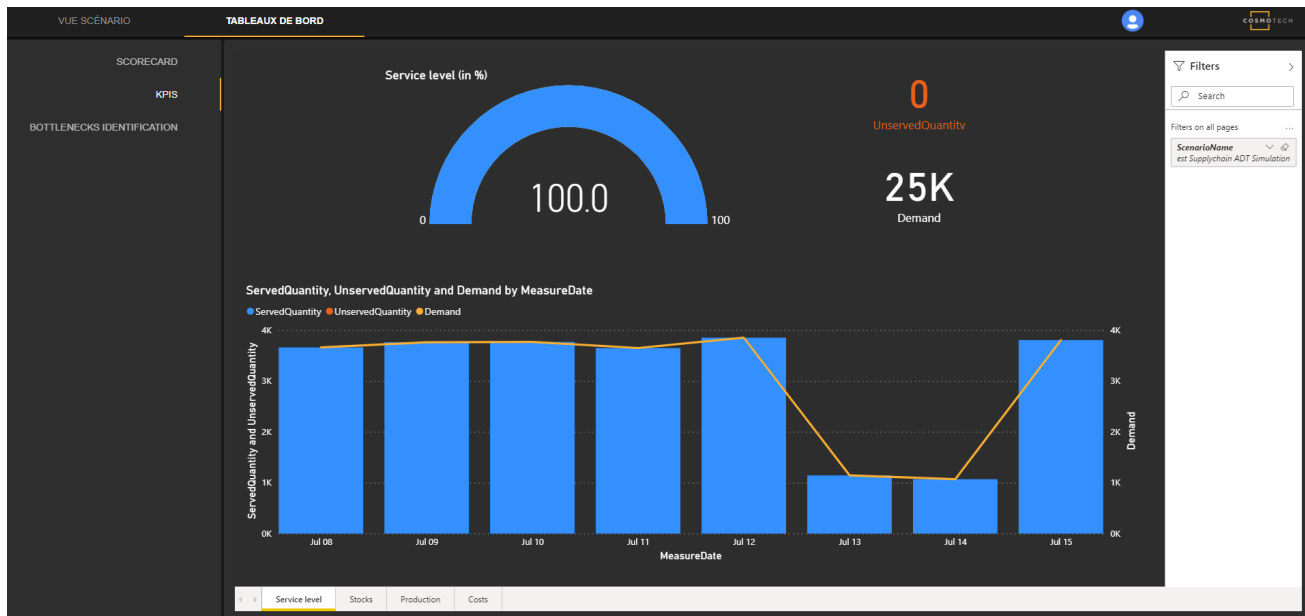 VUE SCÉNARIO
TABLEAUX DE BORD
COSMOTECH
SCORECARD
KPIS
BOTTLENECKS IDENTIFICATION
Service level (in %)
100.0
0
100
0
UnservedQuantity
25K
Demand
Filters
Search
Filters on all pages
...
ScenarioName
est Supplychain ADT Simulation
ServedQuantity, UnservedQuantity and Demand by MeasureDate
ServedQuantity UnservedQuantity Demand
ServedQuantity and UnservedQuantity
4K
3K
2K
1K
0K
4K
3K
2K
1K
0K
Demand
Jul 08 Jul 09 Jul 10 Jul 11 Jul 12 Jul 13 Jul 14 Jul 15
MeasureDate
Service level Stocks Production Costs